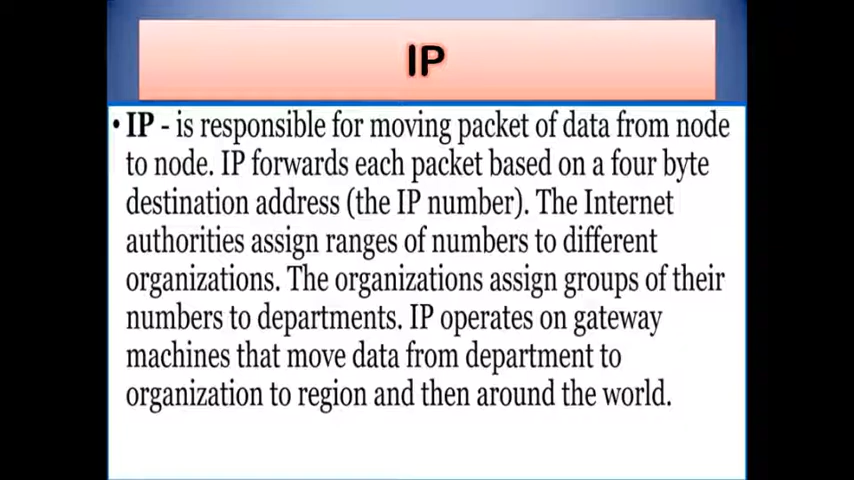 IP
• IP - is responsible for moving packet of data from node
to node. IP forwards each packet based on a four byte
destination address (the IP number). The Internet
authorities assign ranges of numbers to different
organizations. The organizations assign groups of their
numbers to departments. IP operates on gateway
machines that move data from department to
organization to region and then around the world.